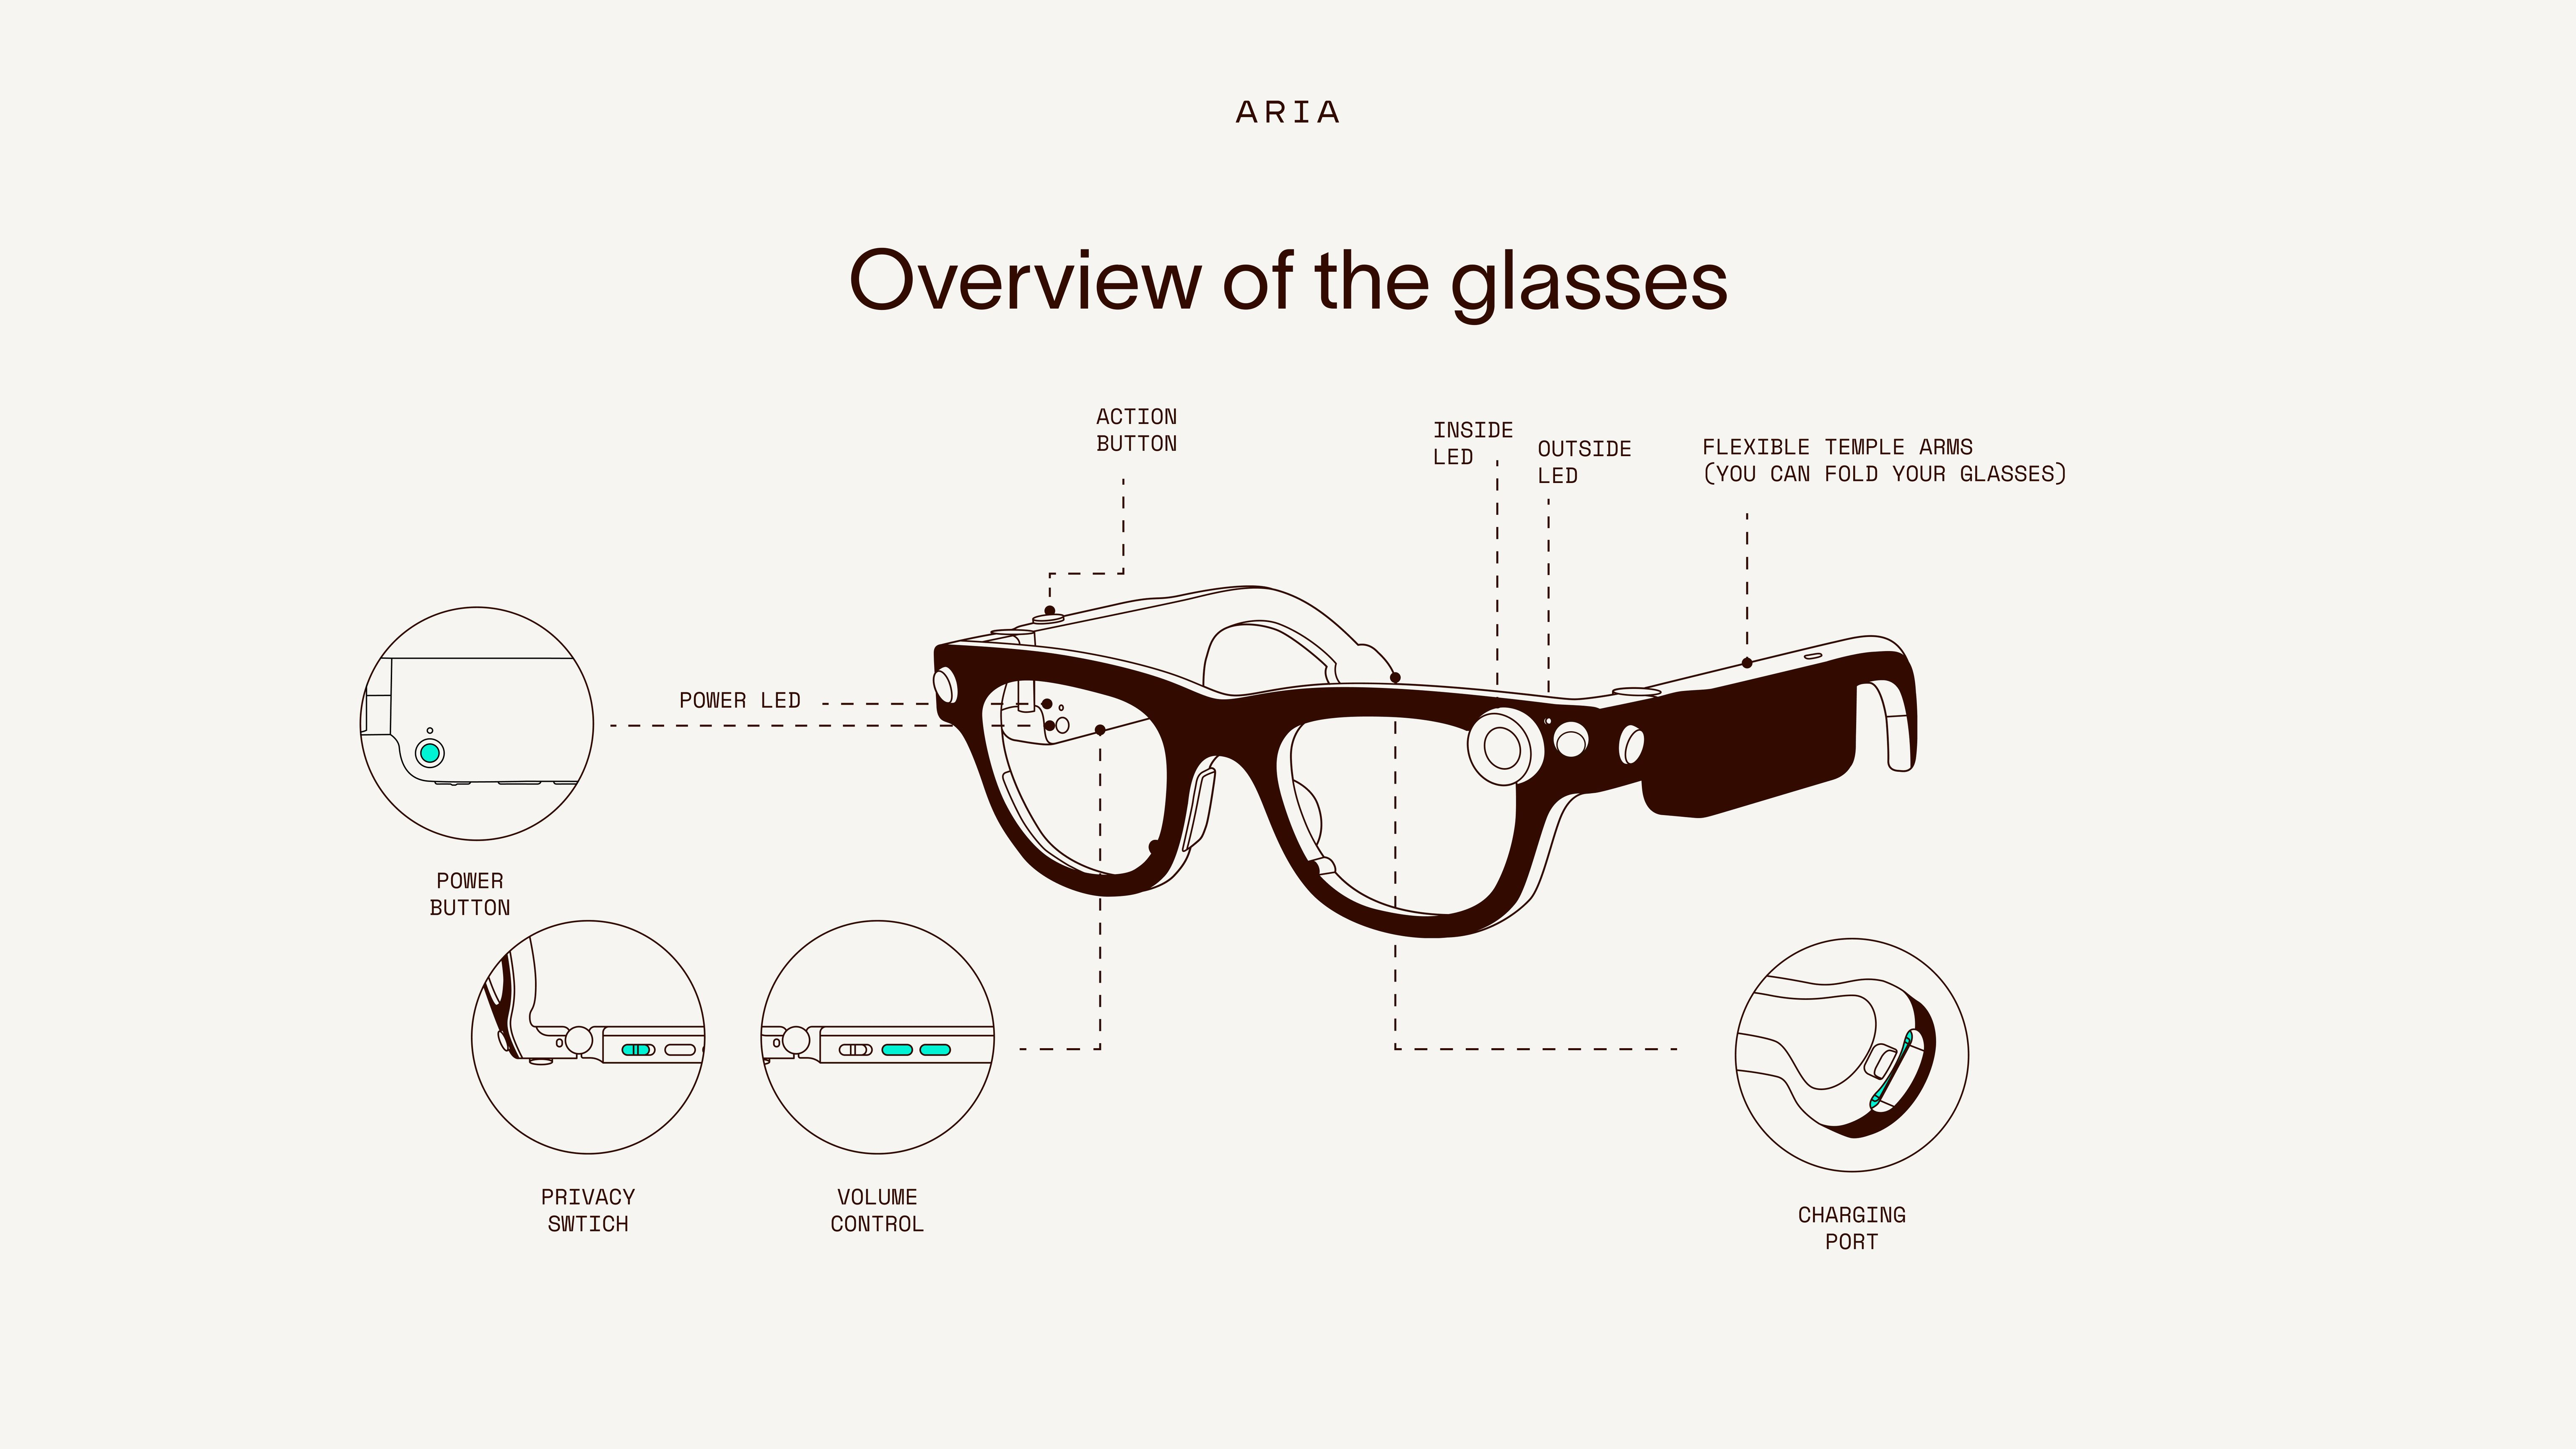 ARIA
Overview of the glasses
ACTION
BUTTON
INSIDE
LED
OUTSIDE
LED
FLEXIBLE TEMPLE ARMS
(YOU CAN FOLD YOUR GLASSES)
POWER LED
POWER
BUTTON
PRIVACY
SWTICH
VOLUME
CONTROL
CHARGING
PORT